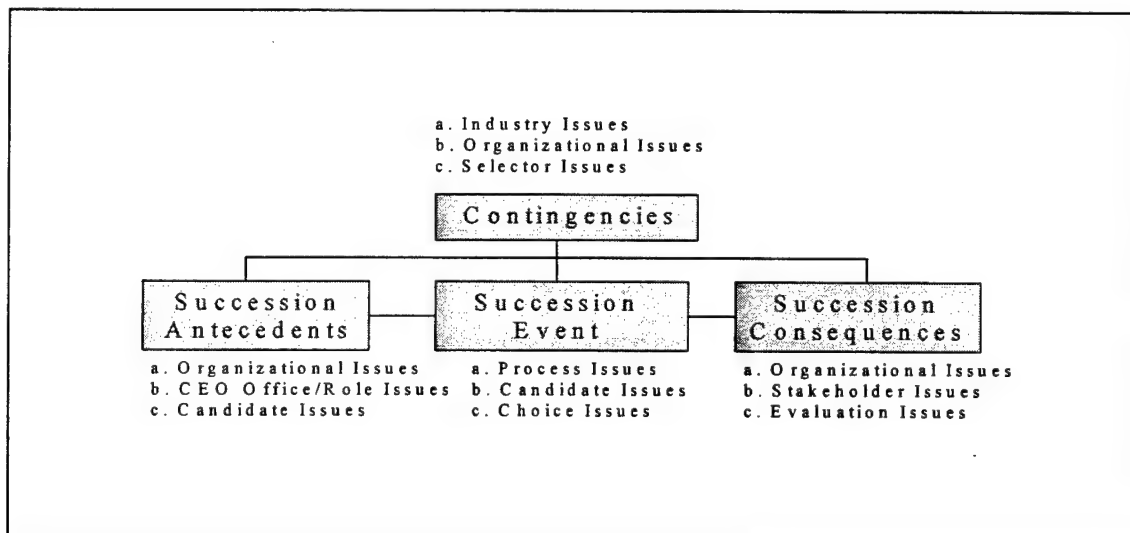 a. Industry Issues
b. Organizational Issues
c. Selector Issues
Contingencies
Succession
Antecedents
Succession
Event
Succession
Consequences
a. Organizational Issues
b. CEO Office/Role Issues
c. Candidate Issues
a. Process Issues
b. Candidate Issues
c. Choice Issues
a. Organizational Issues
b. Stakeholder Issues
c. Evaluation Issues